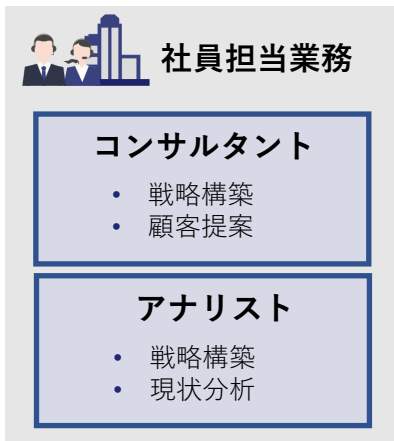 社員担当業務
コンサルタント
• 戦略構築
• 顧客提案
アナリスト
• 戦略構築
• 現状分析